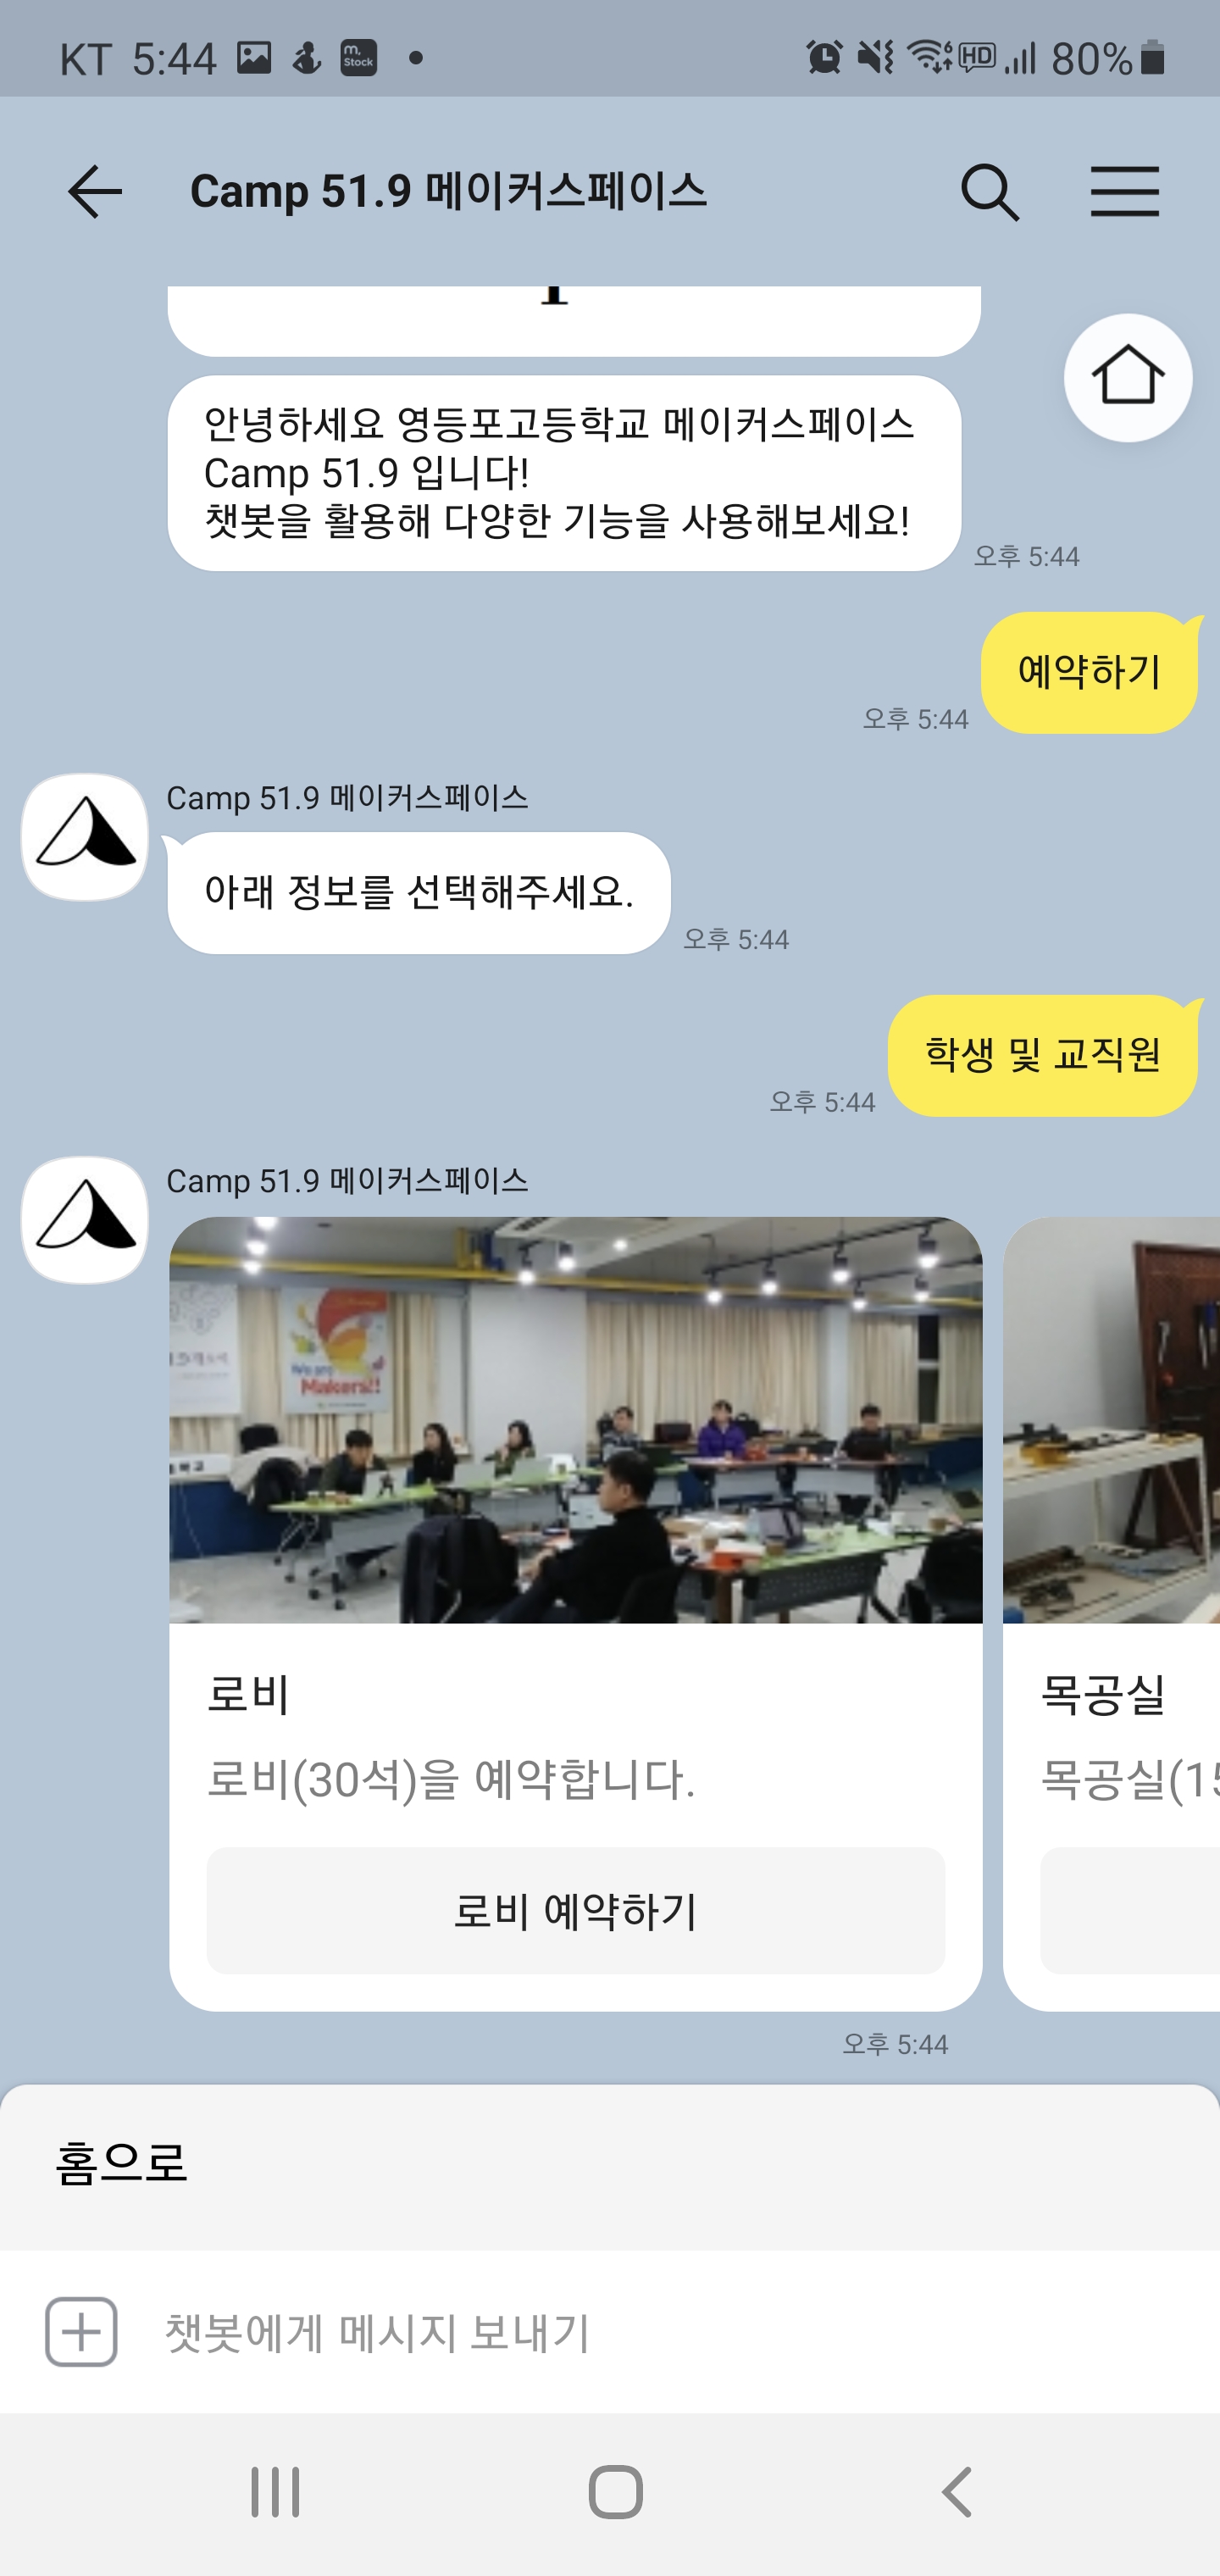 KT 5:44
m.Stock
HD
80%
Camp 51.9 메이커스페이스
안녕하세요 영등포고등학교 메이커스페이스
Camp 51.9 입니다!
챗봇을 활용해 다양한 기능을 사용해보세요!
오후 5:44
예약하기
오후 5:44
Camp 51.9 메이커스페이스
아래 정보를 선택해주세요.
오후 5:44
학생 및 교직원
오후 5:44
Camp 51.9 메이커스페이스
We are
Makers!!
로비
로비(30석)을 예약합니다.
로비 예약하기
목공실
목공실(15
오후 5:44
홈으로
챗봇에게 메시지 보내기